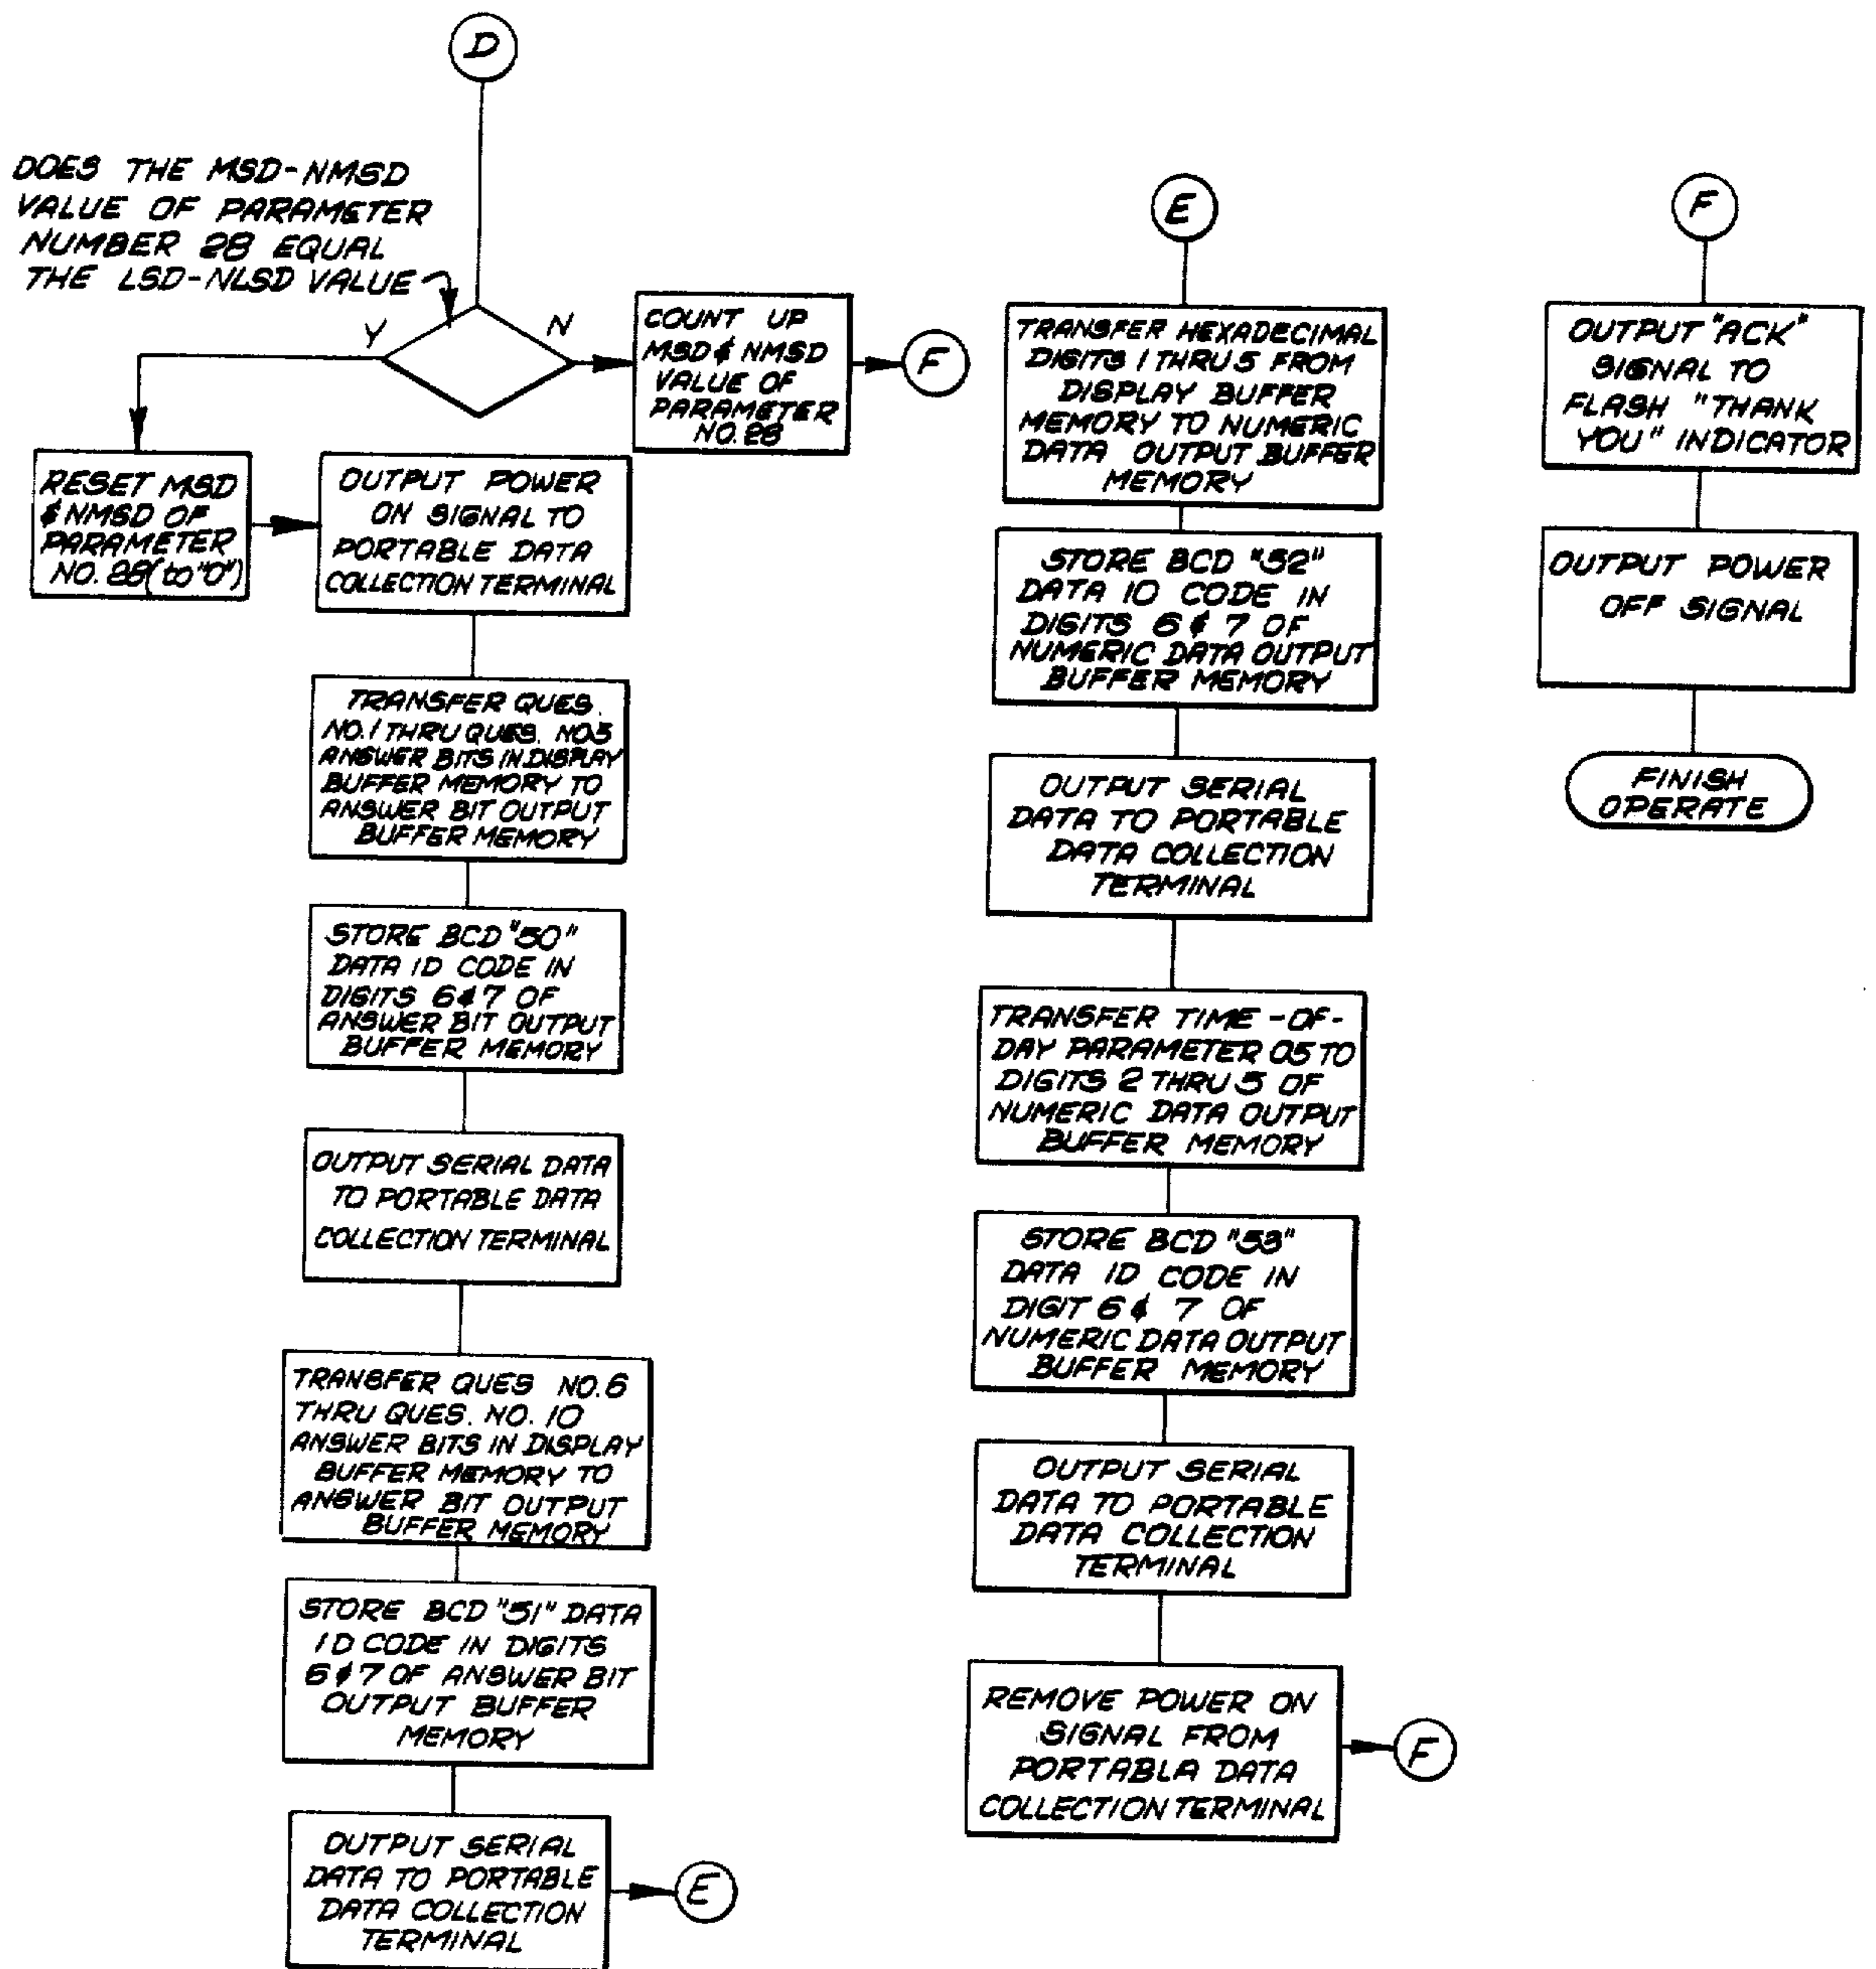 D
DOES THE MSD-NMSD
VALUE OF PARAMETER
NUMBER 28 EQUAL
THE LSD-NLSD VALUE
Y
N
COUNT UP
MSD & NMSD
VALUE OF
PARAMETER
NO. 28
F
RESET MSD
& NMSD OF
PARAMETER
NO. 28 (to "0")
OUTPUT POWER
ON SIGNAL TO
PORTABLE DATA
COLLECTION TERMINAL
TRANSFER QUES.
NO. 1 THRU QUES. NO.5
ANSWER BITS IN DISPLAY
BUFFER MEMORY TO
ANSWER BIT OUTPUT
BUFFER MEMORY
STORE BCD "50"
DATA ID CODE IN
DIGITS 6 & 7 OF
ANSWER BIT OUTPUT
BUFFER MEMORY
OUTPUT SERIAL DATA
TO PORTABLE DATA
COLLECTION TERMINAL
TRANSFER QUES NO. 6
THRU QUES. NO. 10
ANSWER BITS IN DISPLAY
BUFFER MEMORY TO
ANSWER BIT OUTPUT
BUFFER MEMORY
STORE BCD "51" DATA
ID CODE IN DIGITS
6 & 7 OF ANSWER BIT
OUTPUT BUFFER
MEMORY
OUTPUT SERIAL
DATA TO PORTABLE
DATA COLLECTION
TERMINAL
E
E
TRANSFER HEXADECIMAL
DIGITS 1 THRU 5 FROM
DISPLAY BUFFER
MEMORY TO NUMERIC
DATA OUTPUT BUFFER
MEMORY
STORE BCD "52"
DATA ID CODE IN
DIGITS 6 & 7 OF
NUMERIC DATA OUTPUT
BUFFER MEMORY
OUTPUT SERIAL
DATA TO PORTABLE
DATA COLLECTION
TERMINAL
TRANSFER TIME-OF-
DAY PARAMETER 05 TO
DIGITS 2 THRU 5 OF
NUMERIC DATA OUTPUT
BUFFER MEMORY
STORE BCD "53"
DATA ID CODE IN
DIGIT 6 & 7 OF
NUMERIC DATA OUTPUT
BUFFER MEMORY
OUTPUT SERIAL
DATA TO PORTABLE
DATA COLLECTION
TERMINAL
REMOVE POWER ON
SIGNAL FROM
PORTABLA DATA
COLLECTION TERMINAL
F
F
OUTPUT "ACK"
SIGNAL TO
FLASH "THANK
YOU" INDICATOR
OUTPUT POWER
OFF SIGNAL
FINISH
OPERATE